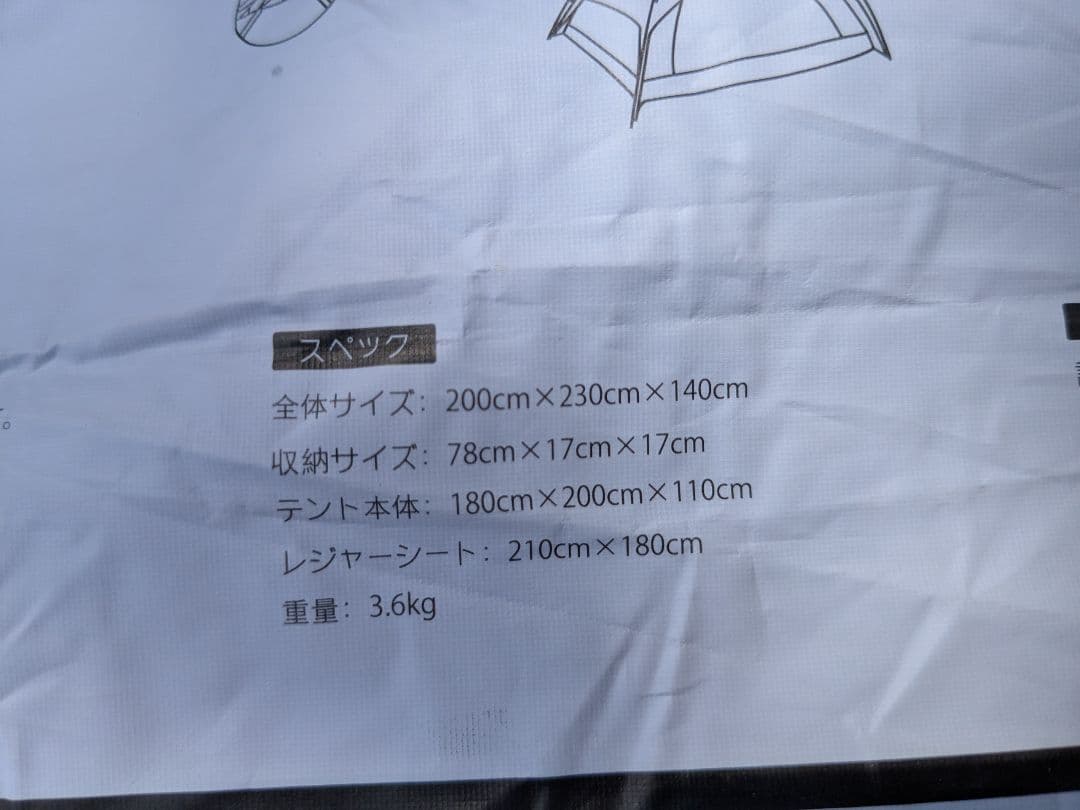 。
スペック
全体サイズ：200cm×230cm×140cm
収納サイズ：78cm×17cm×17cm
テント本体：180cm×200cm×110cm
レジャーシート：210cm×180cm
重量：3.6kg